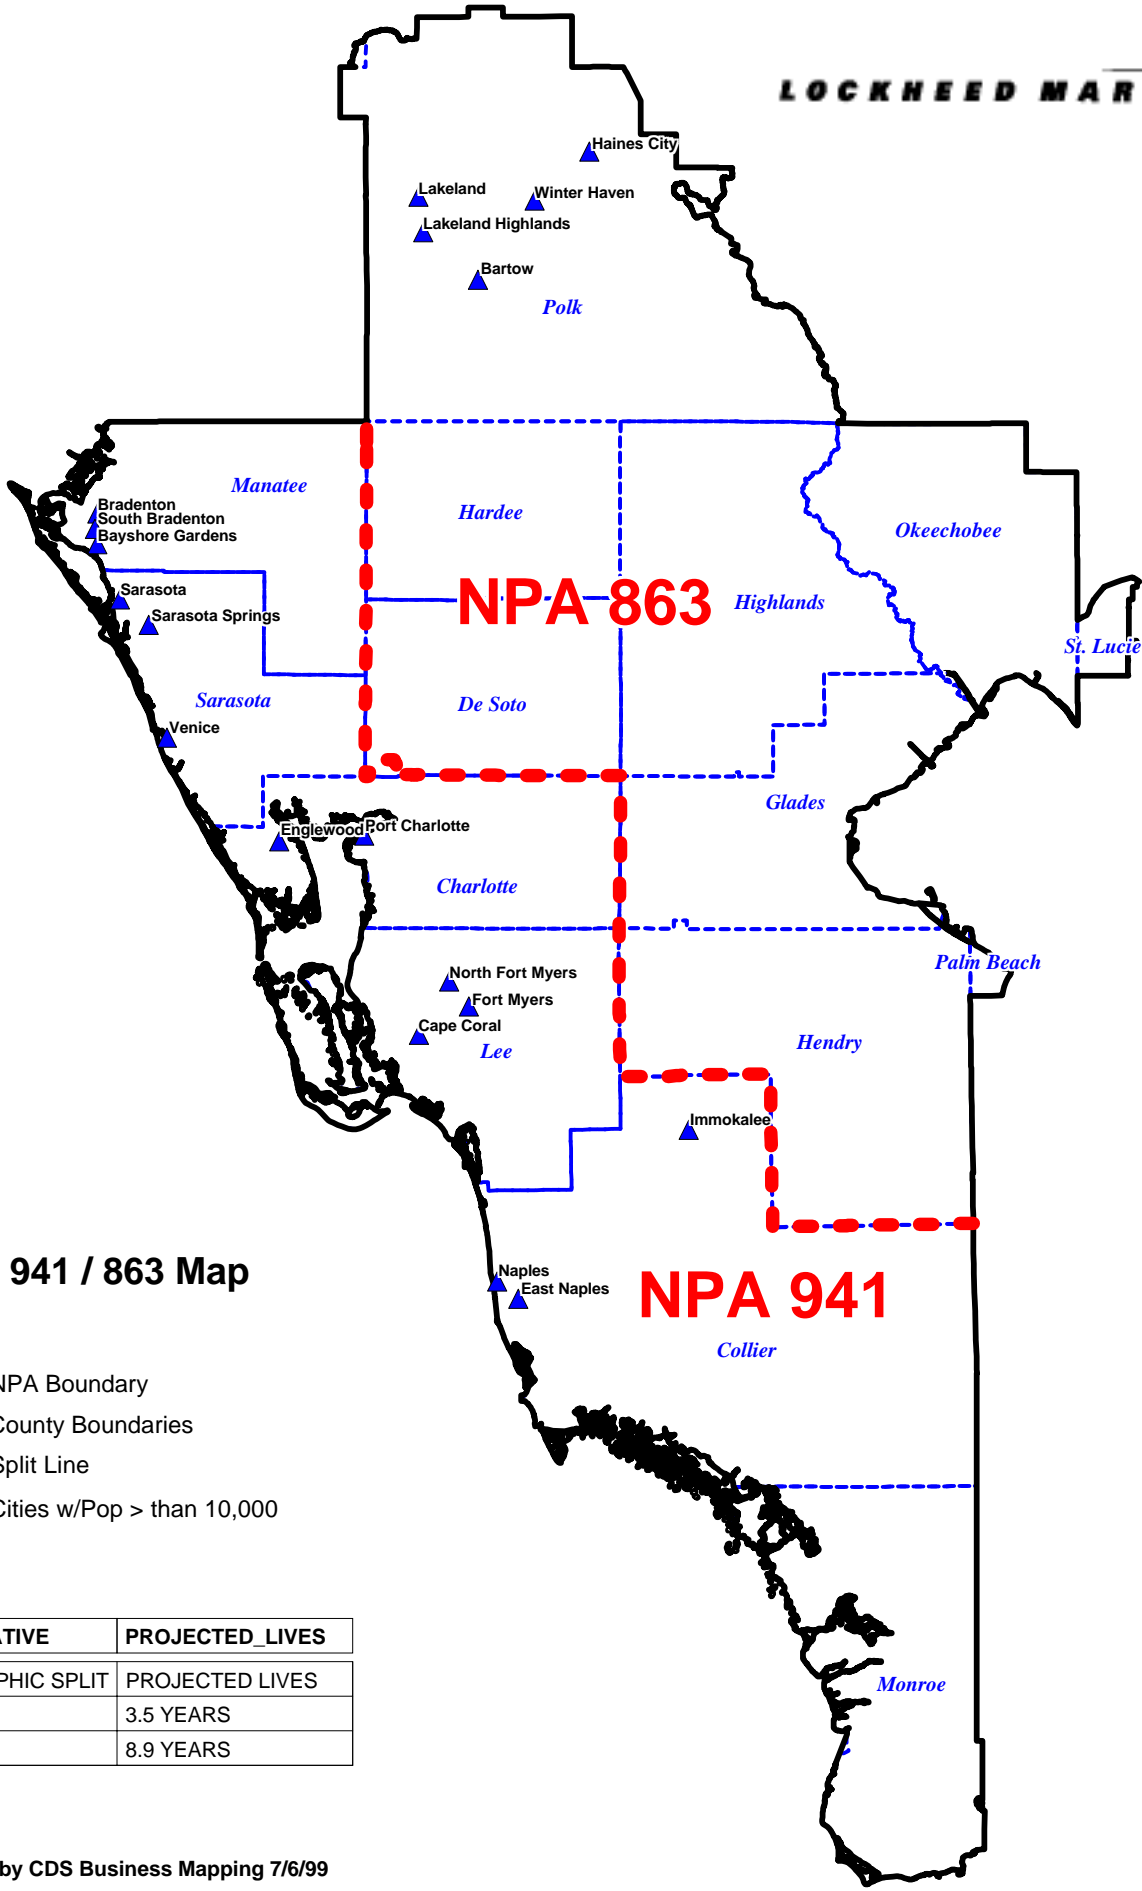 LOCKHEED MAR
Haines City
Lakeland
Winter Haven
Lakeland Highlands
Bartow
Polk
Manatee
Hardee
Okeechobee
Bradenton
South Bradenton
Bayshore Gardens
NPA 863
Highlands
Sarasota
Sarasota Springs
St. Lucie
Sarasota
De Soto
Venice
Glades
Englewood
Port Charlotte
Charlotte
Palm Beach
North Fort Myers
Fort Myers
Cape Coral
Lee
Hendry
Immokalee
941 / 863 Map
Naples
East Naples
NPA 941
Collier
NPA Boundary
County Boundaries
Split Line
Cities w/Pop > than 10,000
ATIVE PROJECTED_LIVES
PHIC SPLIT PROJECTED LIVES
3.5 YEARS
8.9 YEARS
Monroe
by CDS Business Mapping 7/6/99